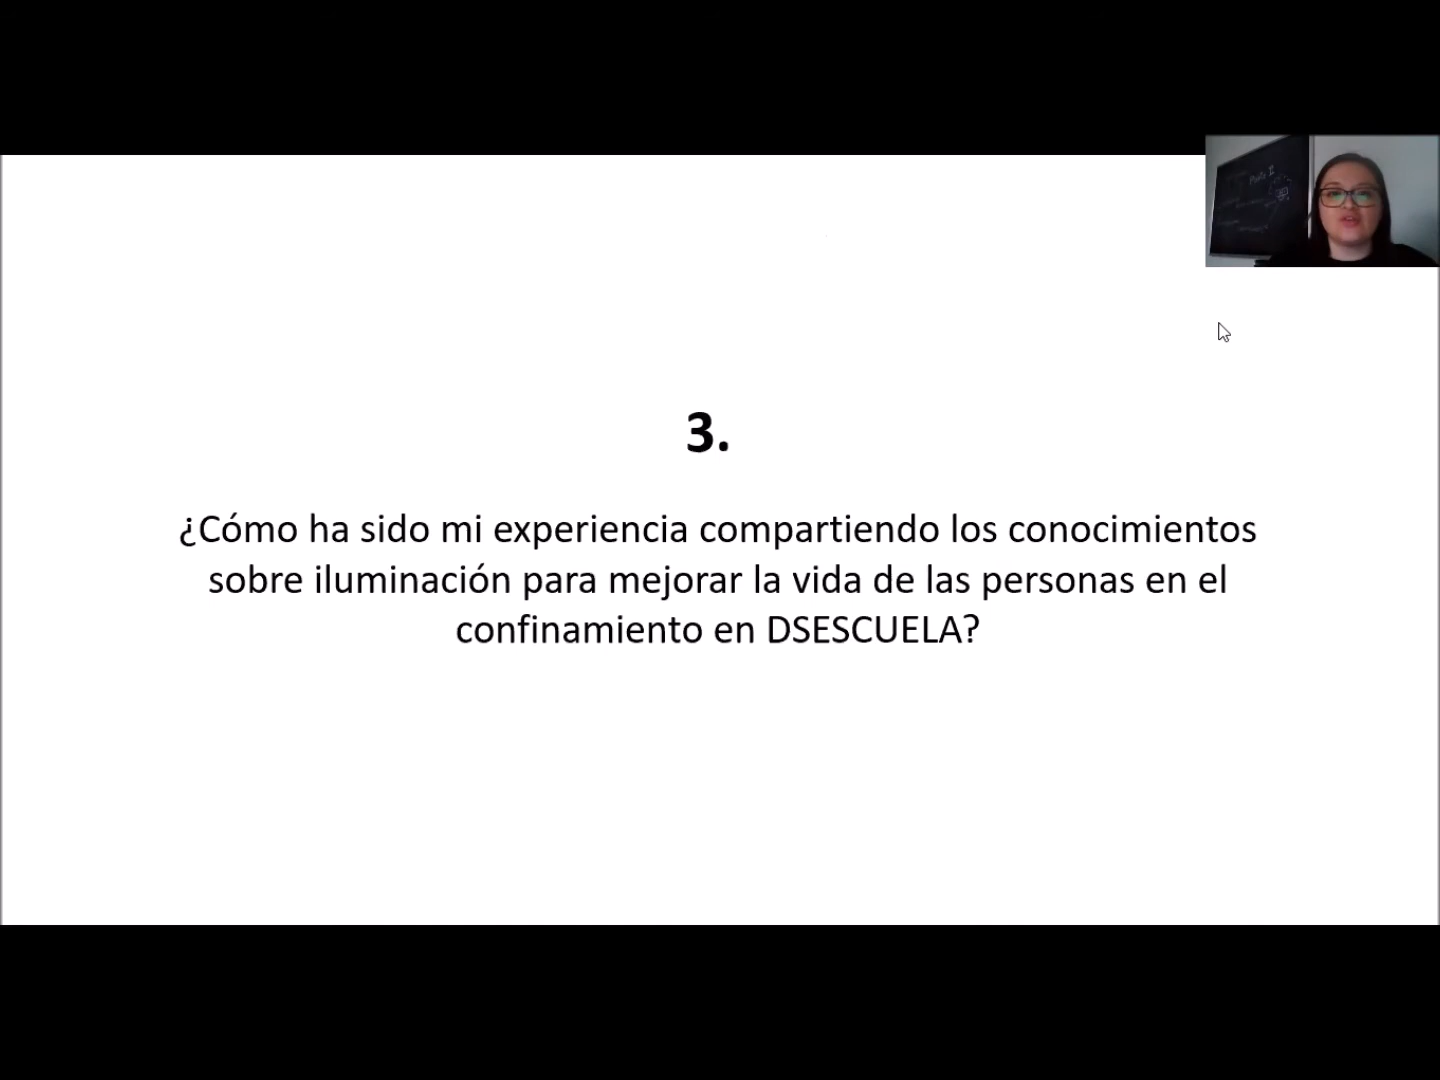 3.
¿Cómo ha sido mi experiencia compartiendo los conocimientos
sobre iluminación para mejorar la vida de las personas en el
confinamiento en DSESCUELA?